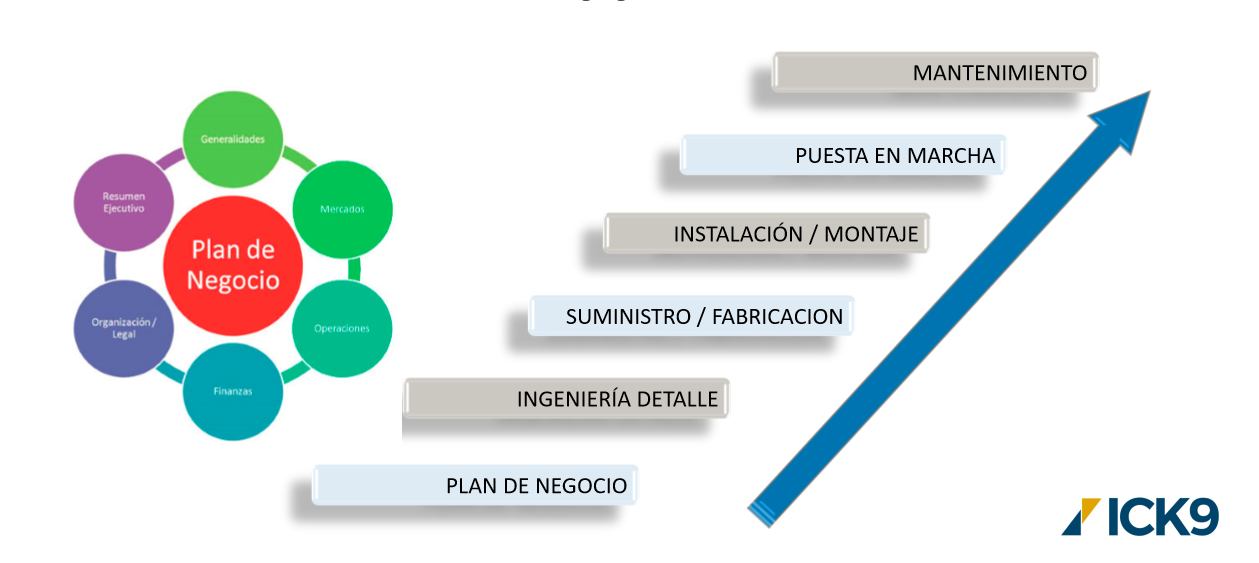 Generalidades
Resumen
Ejecutivo
Mercados
Plan de
Negocio
Organización /
Legal
Operaciones
Finanzas
MANTENIMIENTO
PUESTA EN MARCHA
INSTALACIÓN / MONTAJE
SUMINISTRO / FABRICACION
INGENIERÍA DETALLE
PLAN DE NEGOCIO
ICK9